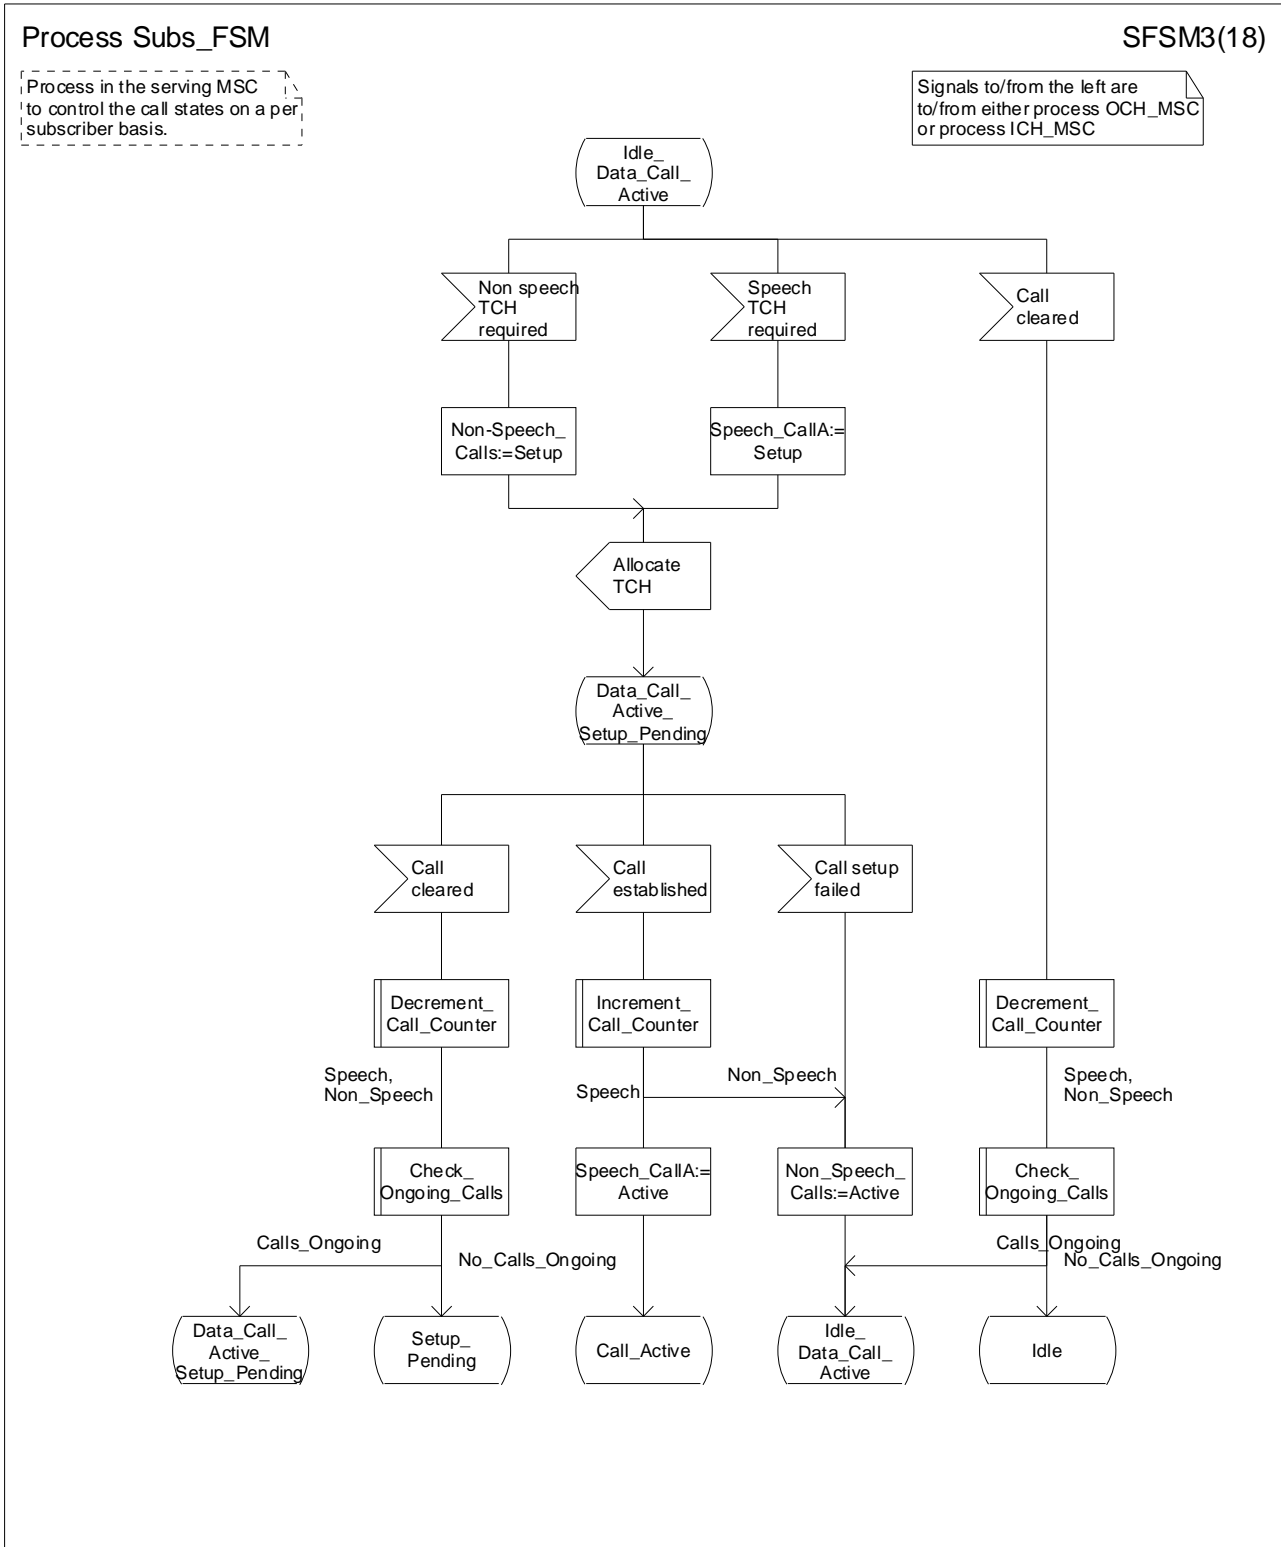 Process Subs_FSM
SFSM3(18)
Process in the serving MSC
to control the call states on a per
subscriber basis.
Signals to/from the left are
to/from either process OCH_MSC
or process ICH_MSC
Idle_
Data_Call_
Active
Non speech
TCH
required
Speech
TCH
required
Call
cleared
Non-Speech_
Calls:=Setup
Speech_CallA:=
Setup
Allocate
TCH
Data_Call_
Active_
Setup_Pending
Call
cleared
Call
established
Call setup
failed
Decrement_
Call_Counter
Increment_
Call_Counter
Decrement_
Call_Counter
Speech,
Non_Speech
Speech
Non_Speech
Speech,
Non_Speech
Check_
Ongoing_Calls
Speech_CallA:=
Active
Non_Speech_
Calls:=Active
Check_
Ongoing_Calls
Calls_Ongoing
No_Calls_Ongoing
Calls_Ongoing
No_Calls_Ongoing
Data_Call_
Active_
Setup_Pending
Setup_
Pending
Call_Active
Idle_
Data_Call_
Active
Idle